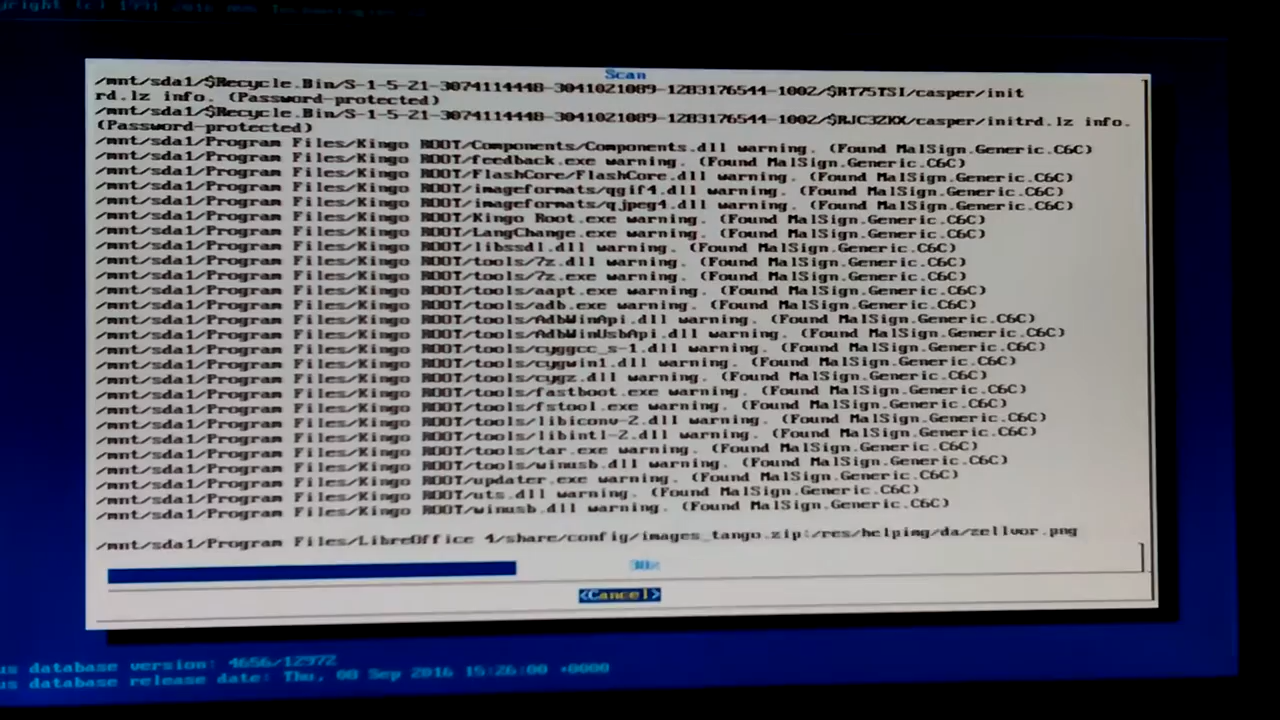 Copyright (c) 1991 2016
Scan
/mnt/sda1/$Recycle.Bin/S-1-5-21-3074114448-3041021089-1283176544-1002/$RT75TSI/casper/init
rd.lz info. (Password-protected)
/mnt/sda1/$Recycle.Bin/S-1-5-21-3074114448-3041021089-1283176544-1002/$RJC3ZKX/casper/initrd.lz info.
(Password-protected)
/mnt/sda1/Program Files/Kingo ROOT/Components/Components.dll warning. (Found MalSign.Generic.C6C)
/mnt/sda1/Program Files/Kingo ROOT/feedback.exe warning. (Found MalSign.Generic.C6C)
/mnt/sda1/Program Files/Kingo ROOT/FlashCore/FlashCore.dll warning. (Found MalSign.Generic.C6C)
/mnt/sda1/Program Files/Kingo ROOT/imageformats/qgif4.dll warning. (Found MalSign.Generic.C6C)
/mnt/sda1/Program Files/Kingo ROOT/imageformats/qjpeg4.dll warning. (Found MalSign.Generic.C6C)
/mnt/sda1/Program Files/Kingo ROOT/Kingo Root.exe warning. (Found MalSign.Generic.C6C)
/mnt/sda1/Program Files/Kingo ROOT/LangChange.exe warning. (Found MalSign.Generic.C6C)
/mnt/sda1/Program Files/Kingo ROOT/libssdl.dll warning. (Found MalSign.Generic.C6C)
/mnt/sda1/Program Files/Kingo ROOT/tools/7z.dll warning. (Found MalSign.Generic.C6C)
/mnt/sda1/Program Files/Kingo ROOT/tools/7z.exe warning. (Found MalSign.Generic.C6C)
/mnt/sda1/Program Files/Kingo ROOT/tools/aapt.exe warning. (Found MalSign.Generic.C6C)
/mnt/sda1/Program Files/Kingo ROOT/tools/adb.exe warning. (Found MalSign.Generic.C6C)
/mnt/sda1/Program Files/Kingo ROOT/tools/AdbWinApi.dll warning. (Found MalSign.Generic.C6C)
/mnt/sda1/Program Files/Kingo ROOT/tools/AdbWinUsbApi.dll warning. (Found MalSign.Generic.C6C)
/mnt/sda1/Program Files/Kingo ROOT/tools/cyggcc_s-1.dll warning. (Found MalSign.Generic.C6C)
/mnt/sda1/Program Files/Kingo ROOT/tools/cygwin1.dll warning. (Found MalSign.Generic.C6C)
/mnt/sda1/Program Files/Kingo ROOT/tools/cygz.dll warning. (Found MalSign.Generic.C6C)
/mnt/sda1/Program Files/Kingo ROOT/tools/fastboot.exe warning. (Found MalSign.Generic.C6C)
/mnt/sda1/Program Files/Kingo ROOT/tools/fstool.exe warning. (Found MalSign.Generic.C6C)
/mnt/sda1/Program Files/Kingo ROOT/tools/libiconv-2.dll warning. (Found MalSign.Generic.C6C)
/mnt/sda1/Program Files/Kingo ROOT/tools/libintl-2.dll warning. (Found MalSign.Generic.C6C)
/mnt/sda1/Program Files/Kingo ROOT/tools/tar.exe warning. (Found MalSign.Generic.C6C)
/mnt/sda1/Program Files/Kingo ROOT/tools/winusb.dll warning. (Found MalSign.Generic.C6C)
/mnt/sda1/Program Files/Kingo ROOT/updater.exe warning. (Found MalSign.Generic.C6C)
/mnt/sda1/Program Files/Kingo ROOT/uts.dll warning. (Found MalSign.Generic.C6C)
/mnt/sda1/Program Files/Kingo ROOT/winusb.dll warning. (Found MalSign.Generic.C6C)
/mnt/sda1/Program Files/LibreOffice 4/share/config/images_tango.zip:/res/helpimg/da/zellvor.png
<Cancel>
us database version: 4656/12972
us database release date: Thu, 08 Sep 2016 15:26:00 +0000